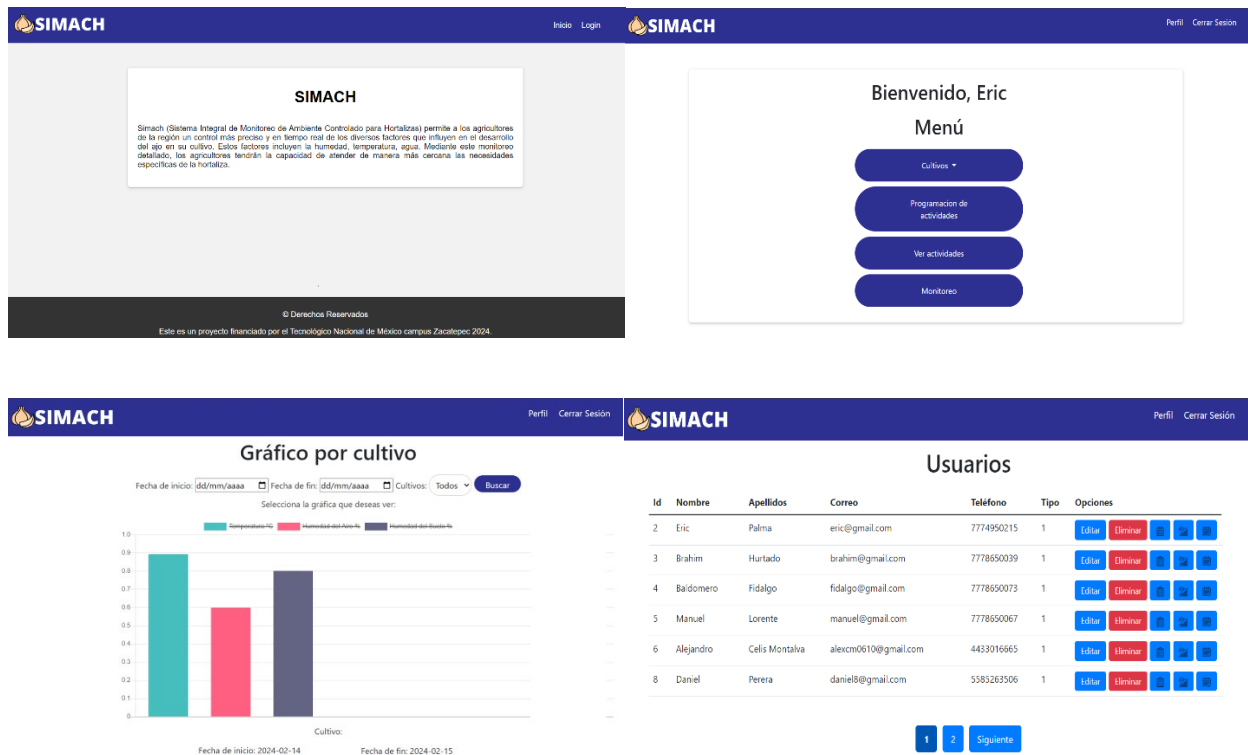 SIMACH
Inicio Login
SIMACH
Simach (Sistema Integral de Monitoreo de Ambiente Controlado para Hortalizas) permite a los agricultores
de la región un control más preciso y en tiempo real de los diversos factores que influyen en el desarrollo
del ajo en su cultivo. Estos factores incluyen la humedad, temperatura, agua. Mediante este monitoreo
detallado, los agricultores tendrán la capacidad de atender de manera más cercana las necesidades
específicas de la hortaliza.
© Derechos Reservados
Este es un proyecto financiado por el Tecnológico Nacional de México campus Zacatepec 2024.
SIMACH
Perfil Cerrar Sesión
Bienvenido, Eric
Menú
Cultivos
Programacion de
actividades
Ver actividades
Monitoreo
SIMACH
Perfil Cerrar Sesión
Gráfico por cultivo
Fecha de inicio: dd/mm/aaaa Fecha de fin: dd/mm/aaaa Cultivos: Todos Buscar
Selecciona la gráfica que deseas ver:
Temperatura °C Humedad del Aire % Humedad del Suelo %
1.0
0.9
0.8
0.7
0.6
0.5
0.4
0.3
0.2
0.1
0
Cultivo:
Fecha de inicio: 2024-02-14 Fecha de fin: 2024-02-15
SIMACH
Perfil Cerrar Sesión
Usuarios
Id Nombre Apellidos Correo Teléfono Tipo Opciones
2 Eric Palma eric@gmail.com 7774950215 1 Editar Eliminar
3 Brahim Hurtado brahim@gmail.com 7778650039 1 Editar Eliminar
4 Baldomero Fidalgo fidalgo@gmail.com 7778650073 1 Editar Eliminar
5 Manuel Lorente manuel@gmail.com 7778650067 1 Editar Eliminar
6 Alejandro Celis Montalva alexcm0610@gmail.com 4433016665 1 Editar Eliminar
8 Daniel Perera daniel8@gmail.com 5585263506 1 Editar Eliminar
1 2 Siguiente